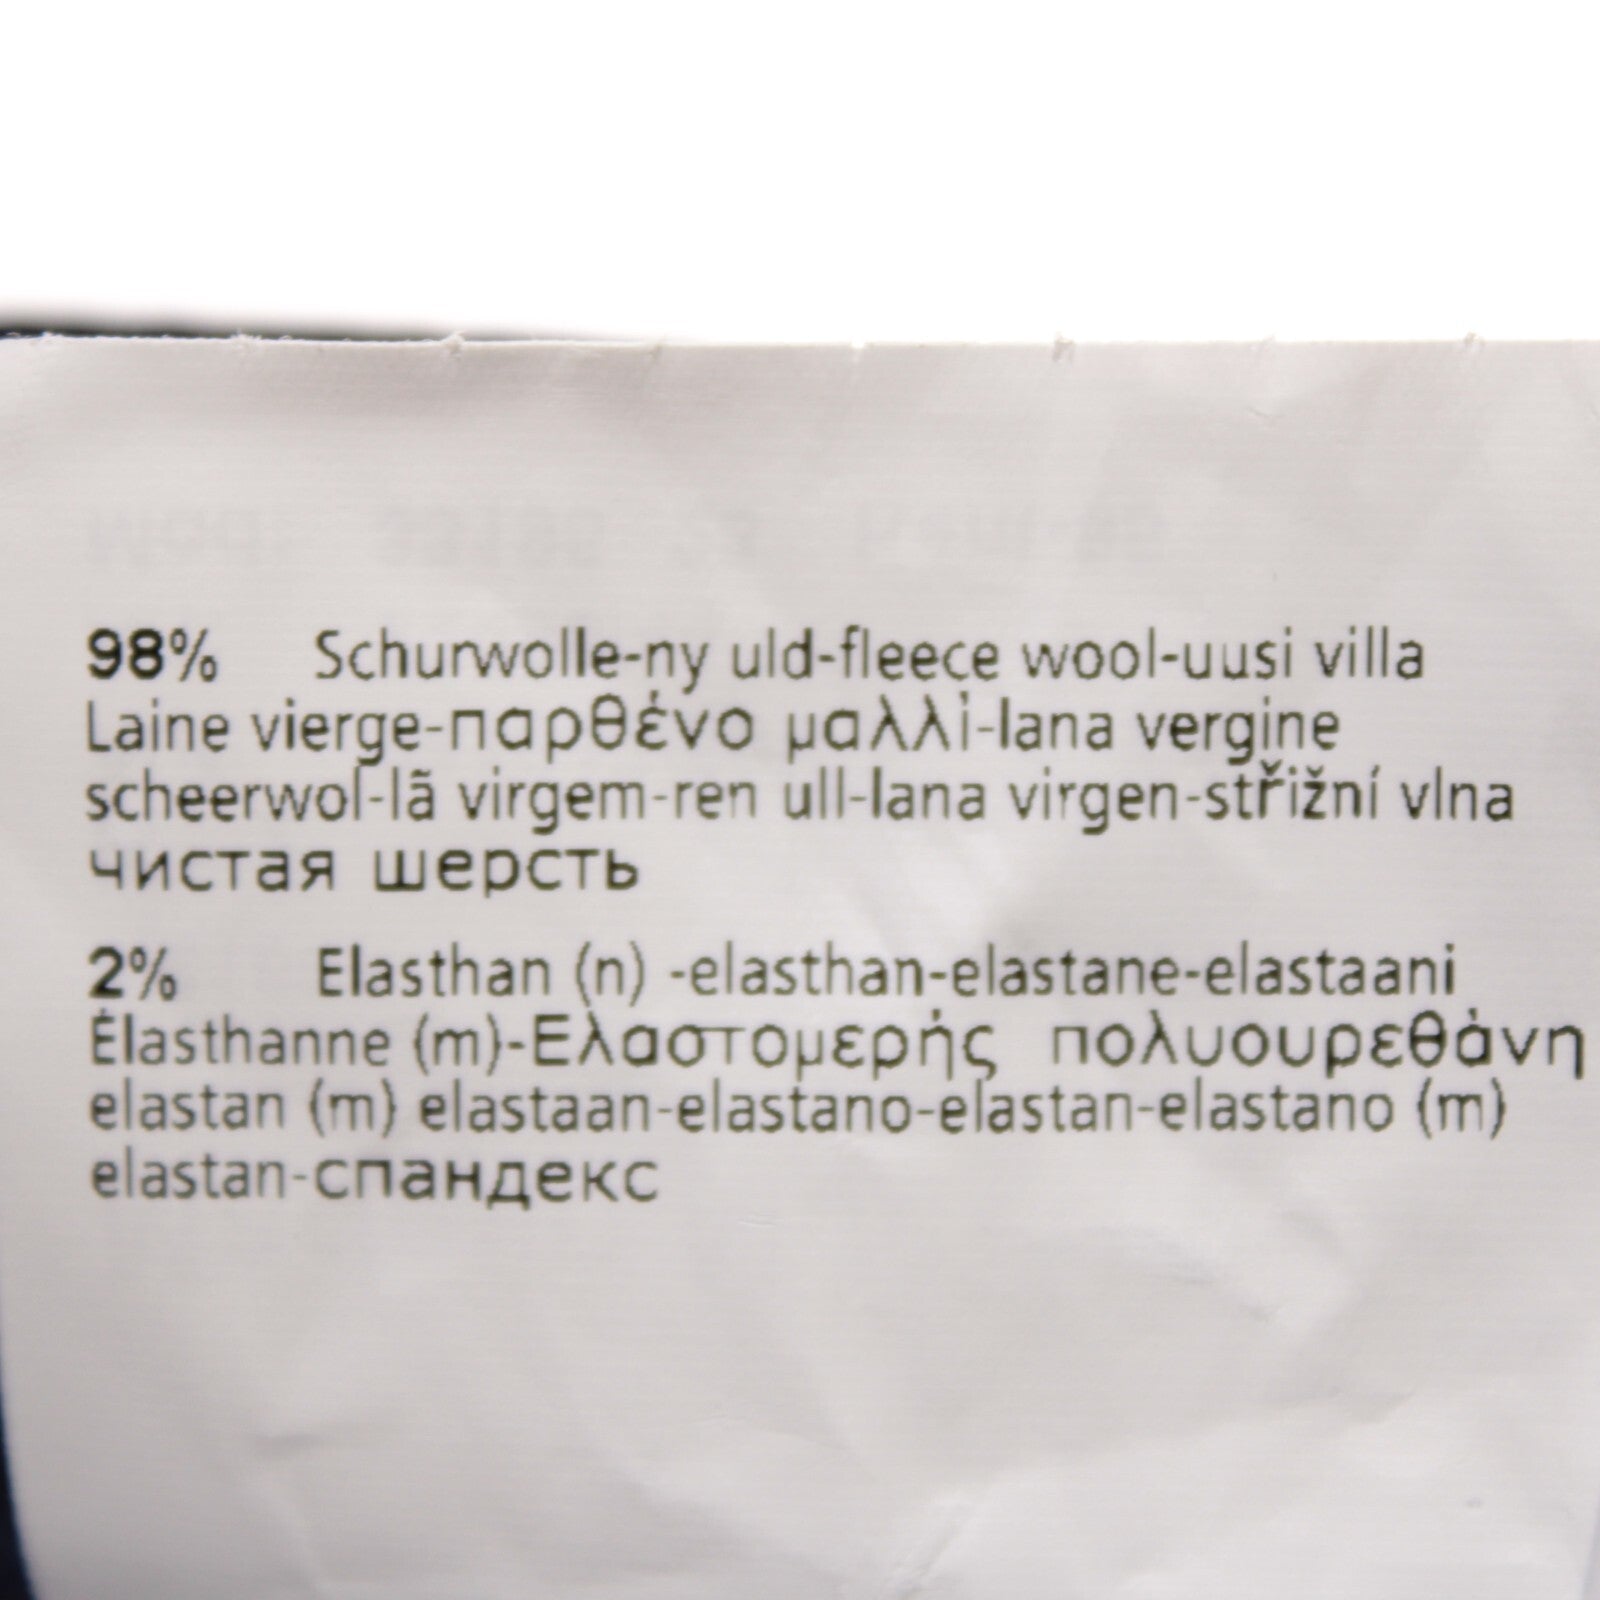 98% Schurwolle-ny uld-fleece wool-uusi villa
Laine vierge-παρθένο μαλλί-lana vergine
scheerwol-lã virgem-ren ull-lana virgen-střižní vlna
чистая шерсть
2% Elasthan (n) -elasthan-elastane-elastaani
Élasthanne (m)-Ελαστομερής πολυουρεθάνη
elastan (m) elastaan-elastano-elastan-elastano (m)
elastan-спандекс